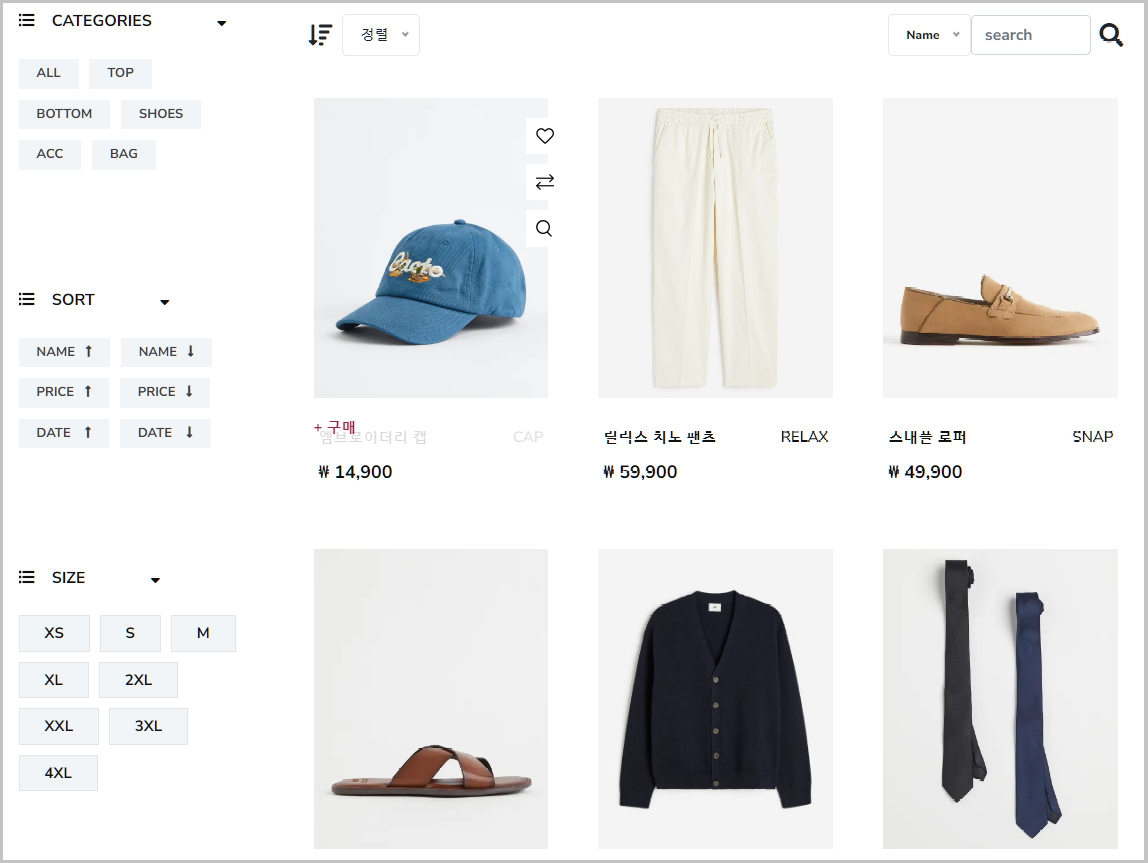 CATEGORIES
ALL TOP
BOTTOM SHOES
ACC BAG
SORT
NAME ↑ NAME ↓
PRICE ↑ PRICE ↓
DATE ↑ DATE ↓
SIZE
XS S M
XL 2XL
XXL 3XL
4XL
정렬 Name search
+ 구매
엠브로이더리 캡 CAP
₩ 14,900
릴랙스 치노 팬츠 RELAX
₩ 59,900
스내플 로퍼 SNAP
₩ 49,900